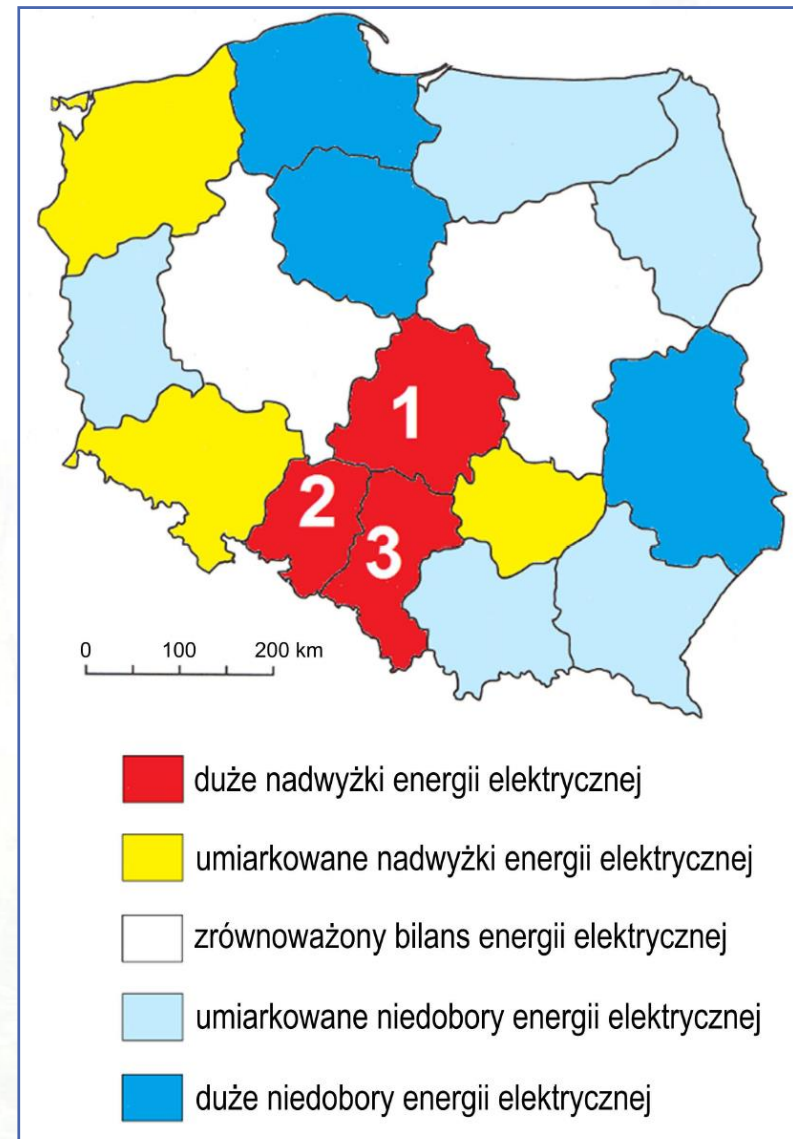 1
2
3
0 100 200 km
duże nadwyżki energii elektrycznej
umiarkowane nadwyżki energii elektrycznej
zrównoważony bilans energii elektrycznej
umiarkowane niedobory energii elektrycznej
duże niedobory energii elektrycznej